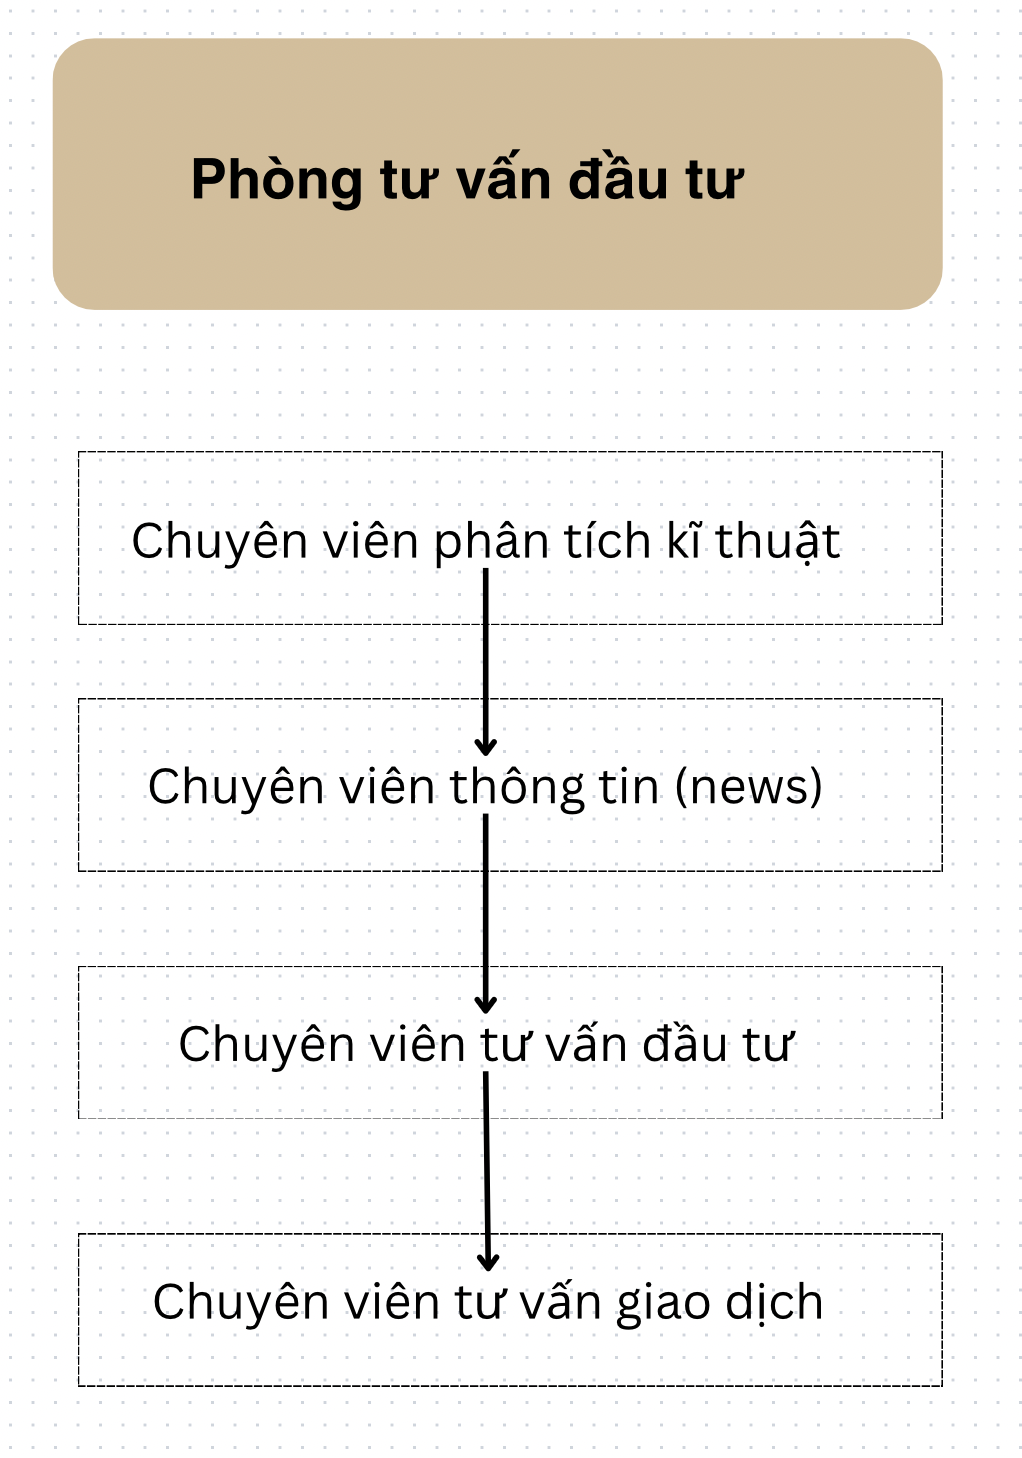 Phòng tư vấn đầu tư
Chuyên viên phân tích kĩ thuật
Chuyên viên thông tin (news)
Chuyên viên tư vấn đầu tư
Chuyên viên tư vấn giao dịch